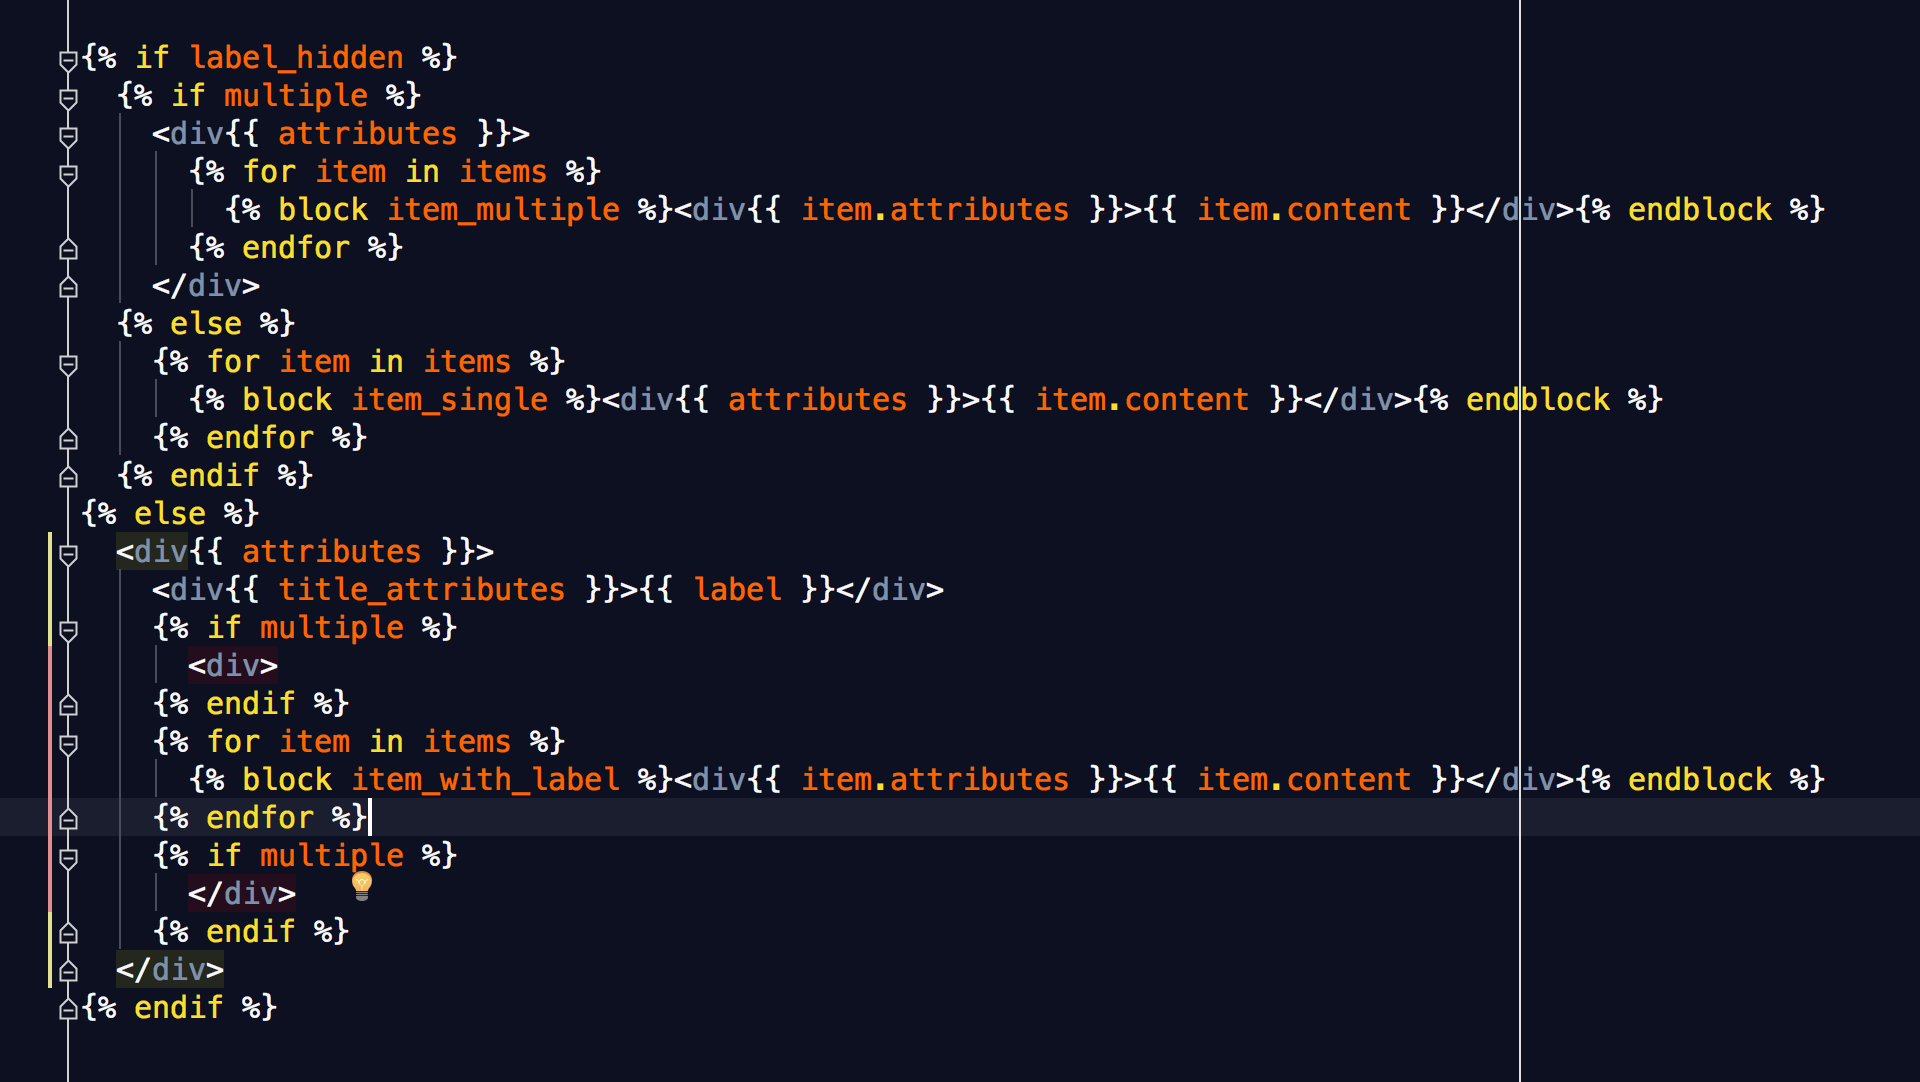 {% if label_hidden %}
  {% if multiple %}
    <div{{ attributes }}>
      {% for item in items %}
        {% block item_multiple %}<div{{ item.attributes }}>{{ item.content }}</div>{% endblock %}
      {% endfor %}
    </div>
  {% else %}
    {% for item in items %}
      {% block item_single %}<div{{ attributes }}>{{ item.content }}</div>{% endblock %}
    {% endfor %}
  {% endif %}
{% else %}
  <div{{ attributes }}>
    <div{{ title_attributes }}>{{ label }}</div>
    {% if multiple %}
      <div>
    {% endif %}
    {% for item in items %}
      {% block item_with_label %}<div{{ item.attributes }}>{{ item.content }}</div>{% endblock %}
    {% endfor %}
    {% if multiple %}
      </div>
    {% endif %}
  </div>
{% endif %}